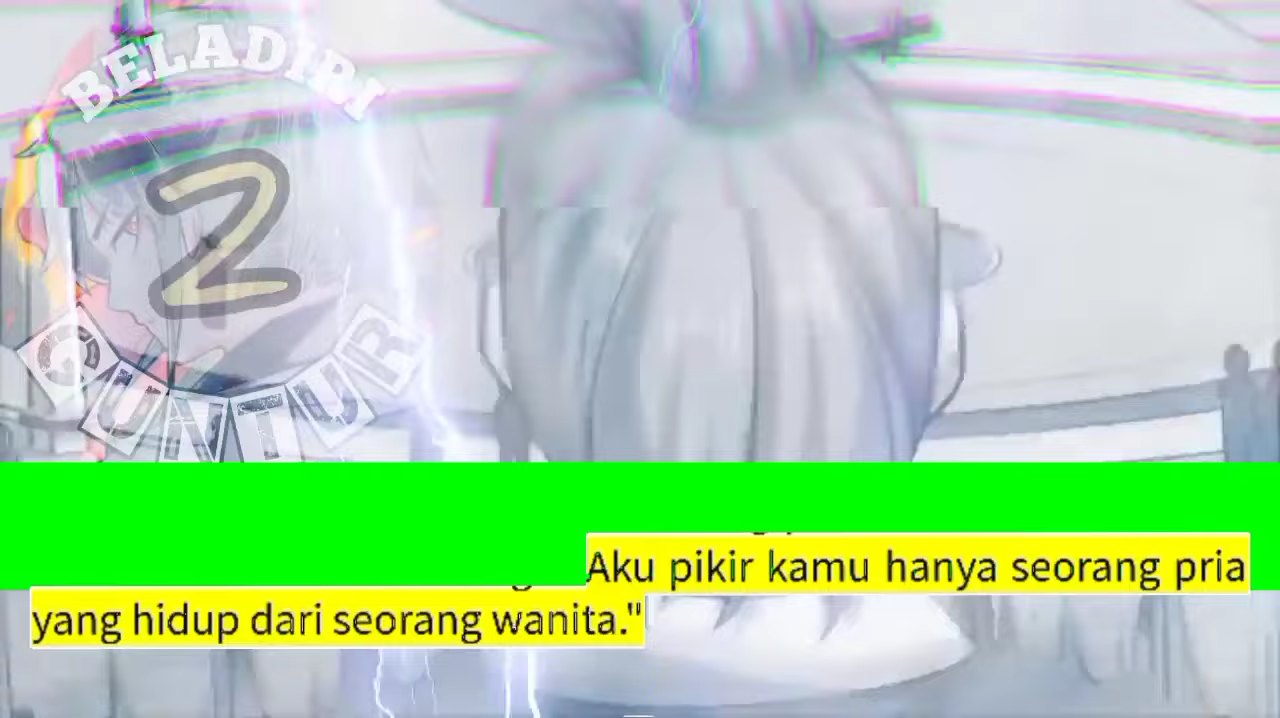 BELADIRI
2
GUNTUR
Aku pikir kamu hanya seorang pria
yang hidup dari seorang wanita."